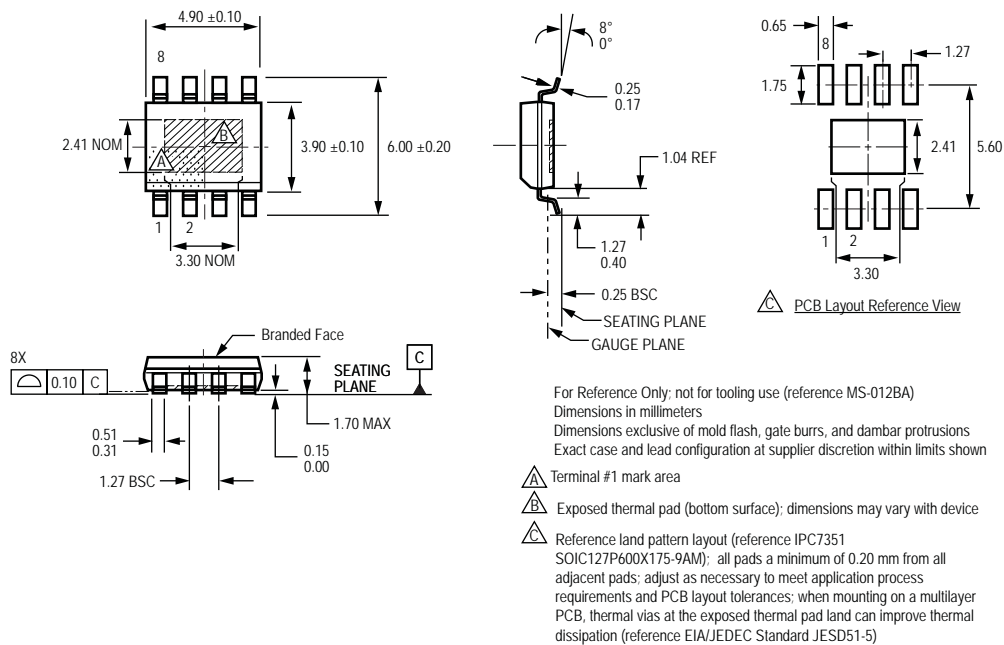 4.90 ±0.10
8
2.41 NOM
A
B
3.90 ±0.10
6.00 ±0.20
1 2
3.30 NOM
8°
0°
0.25
0.17
1.04 REF
1.27
0.40
0.25 BSC
SEATING PLANE
GAUGE PLANE
0.65
8
1.27
1.75
2.41
5.60
1 2
3.30
C PCB Layout Reference View
Branded Face
8X
0.10 C
SEATING
PLANE
C
1.70 MAX
0.51
0.31
0.15
0.00
1.27 BSC
For Reference Only; not for tooling use (reference MS-012BA)
Dimensions in millimeters
Dimensions exclusive of mold flash, gate burrs, and dambar protrusions
Exact case and lead configuration at supplier discretion within limits shown
A Terminal #1 mark area
B Exposed thermal pad (bottom surface); dimensions may vary with device
C Reference land pattern layout (reference IPC7351
SOIC127P600X175-9AM); all pads a minimum of 0.20 mm from all
adjacent pads; adjust as necessary to meet application process
requirements and PCB layout tolerances; when mounting on a multilayer
PCB, thermal vias at the exposed thermal pad land can improve thermal
dissipation (reference EIA/JEDEC Standard JESD51-5)